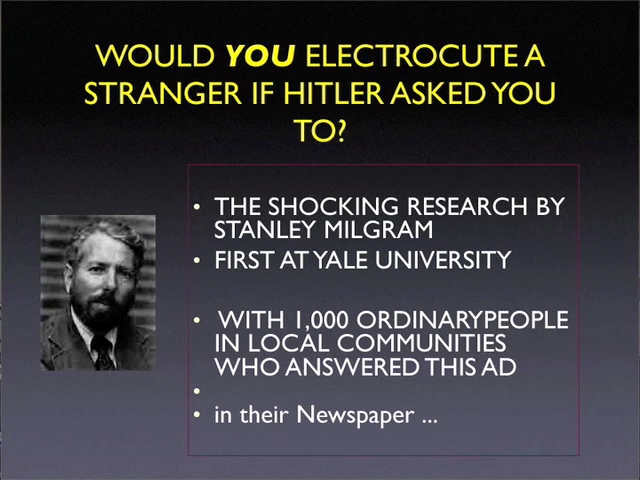 WOULD YOU ELECTROCUTE A
STRANGER IF HITLER ASKED YOU
TO?
• THE SHOCKING RESEARCH BY
STANLEY MILGRAM
• FIRST AT YALE UNIVERSITY
• WITH 1,000 ORDINARYPEOPLE
IN LOCAL COMMUNITIES
WHO ANSWERED THIS AD
•
• in their Newspaper ...